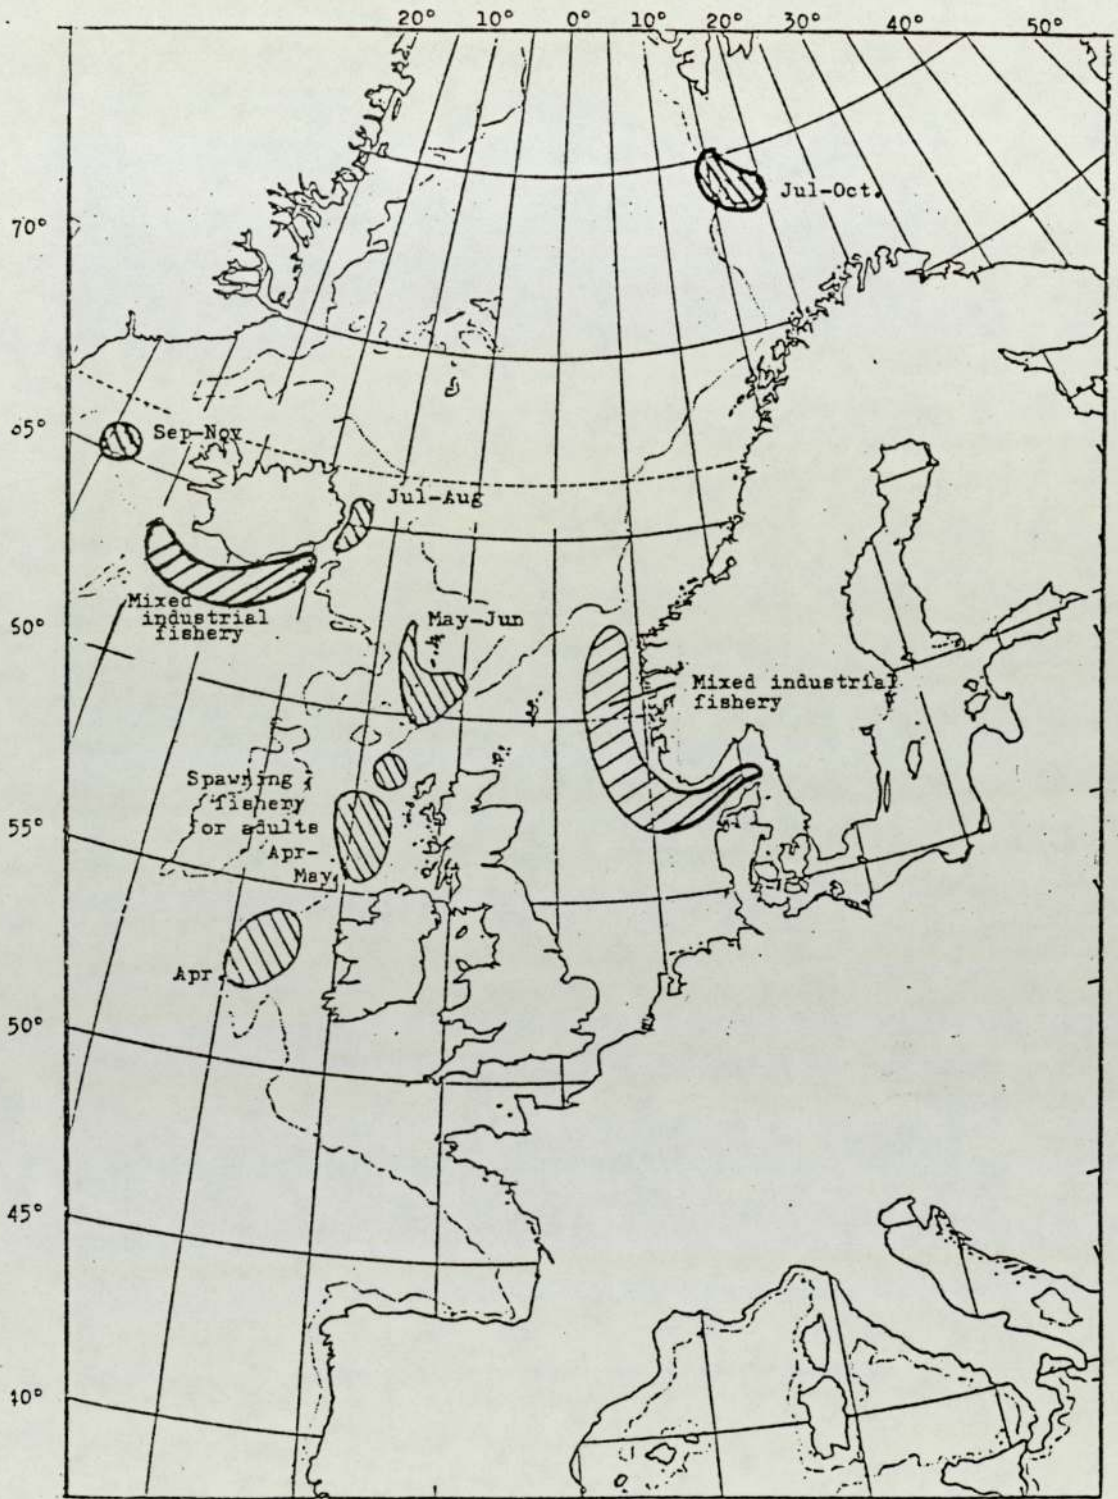 20° 10° 0° 10° 20° 30° 40° 50°
Jul-Oct.
70°
65°
Sep-Nov
Jul-Aug
Mixed
industrial
fishery
60°
May-Jun
Mixed industrial
fishery
Spawning
fishery
for adults
Apr-
May
55°
Apr
50°
45°
40°